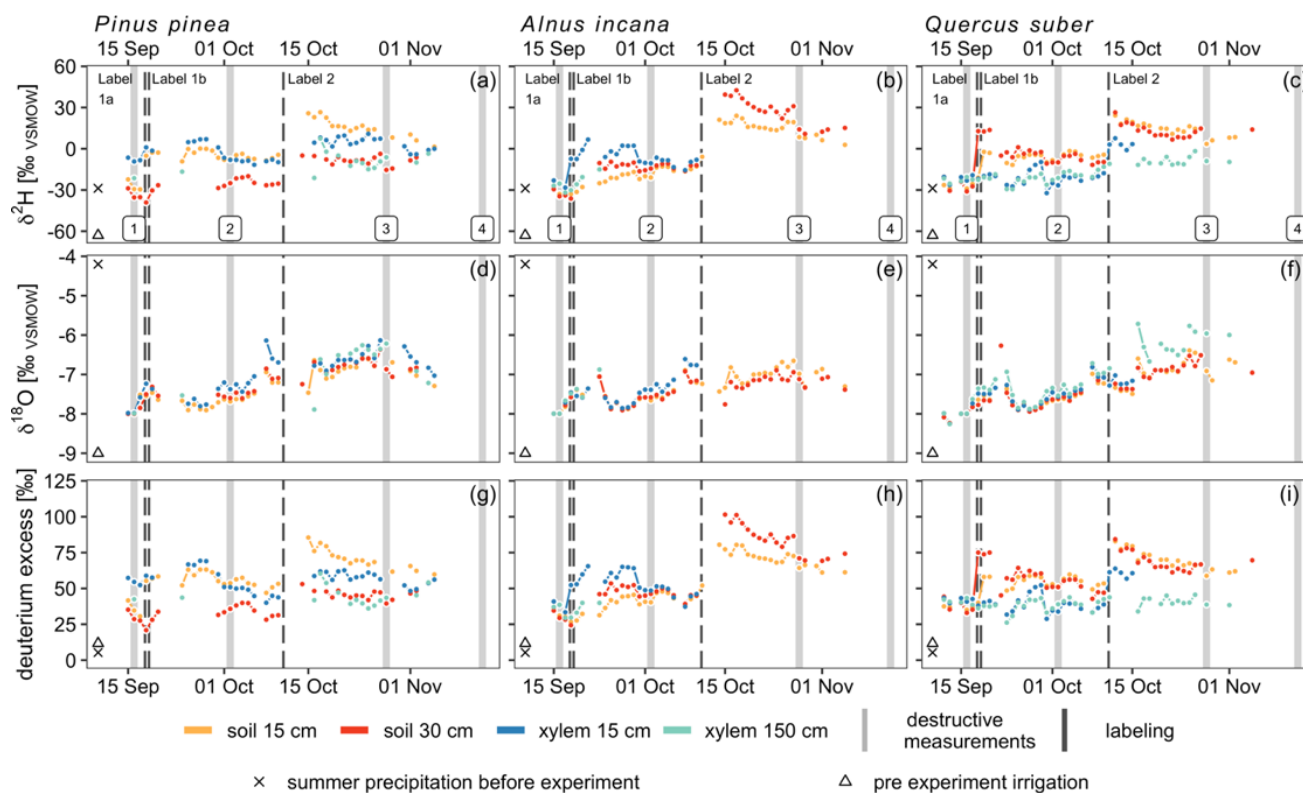 Pinus pinea Alnus incana Quercus suber
15 Sep 01 Oct 15 Oct 01 Nov 15 Sep 01 Oct 15 Oct 01 Nov 15 Sep 01 Oct 15 Oct 01 Nov
δ²H [‰ VSMOW]
60
30
0
-30
-60
Label 1a Label 1b Label 2 (a)
1 2 3 4
Label 1a Label 1b Label 2 (b)
1 2 3 4
Label 1a Label 1b Label 2 (c)
1 2 3 4
δ¹⁸O [‰ VSMOW]
-4
-5
-6
-7
-8
-9
(d) (e) (f)
deuterium excess [‰]
125
100
75
50
25
0
(g) (h) (i)
15 Sep 01 Oct 15 Oct 01 Nov 15 Sep 01 Oct 15 Oct 01 Nov 15 Sep 01 Oct 15 Oct 01 Nov
soil 15 cm soil 30 cm xylem 15 cm xylem 150 cm destructive measurements labeling
× summer precipitation before experiment △ pre experiment irrigation